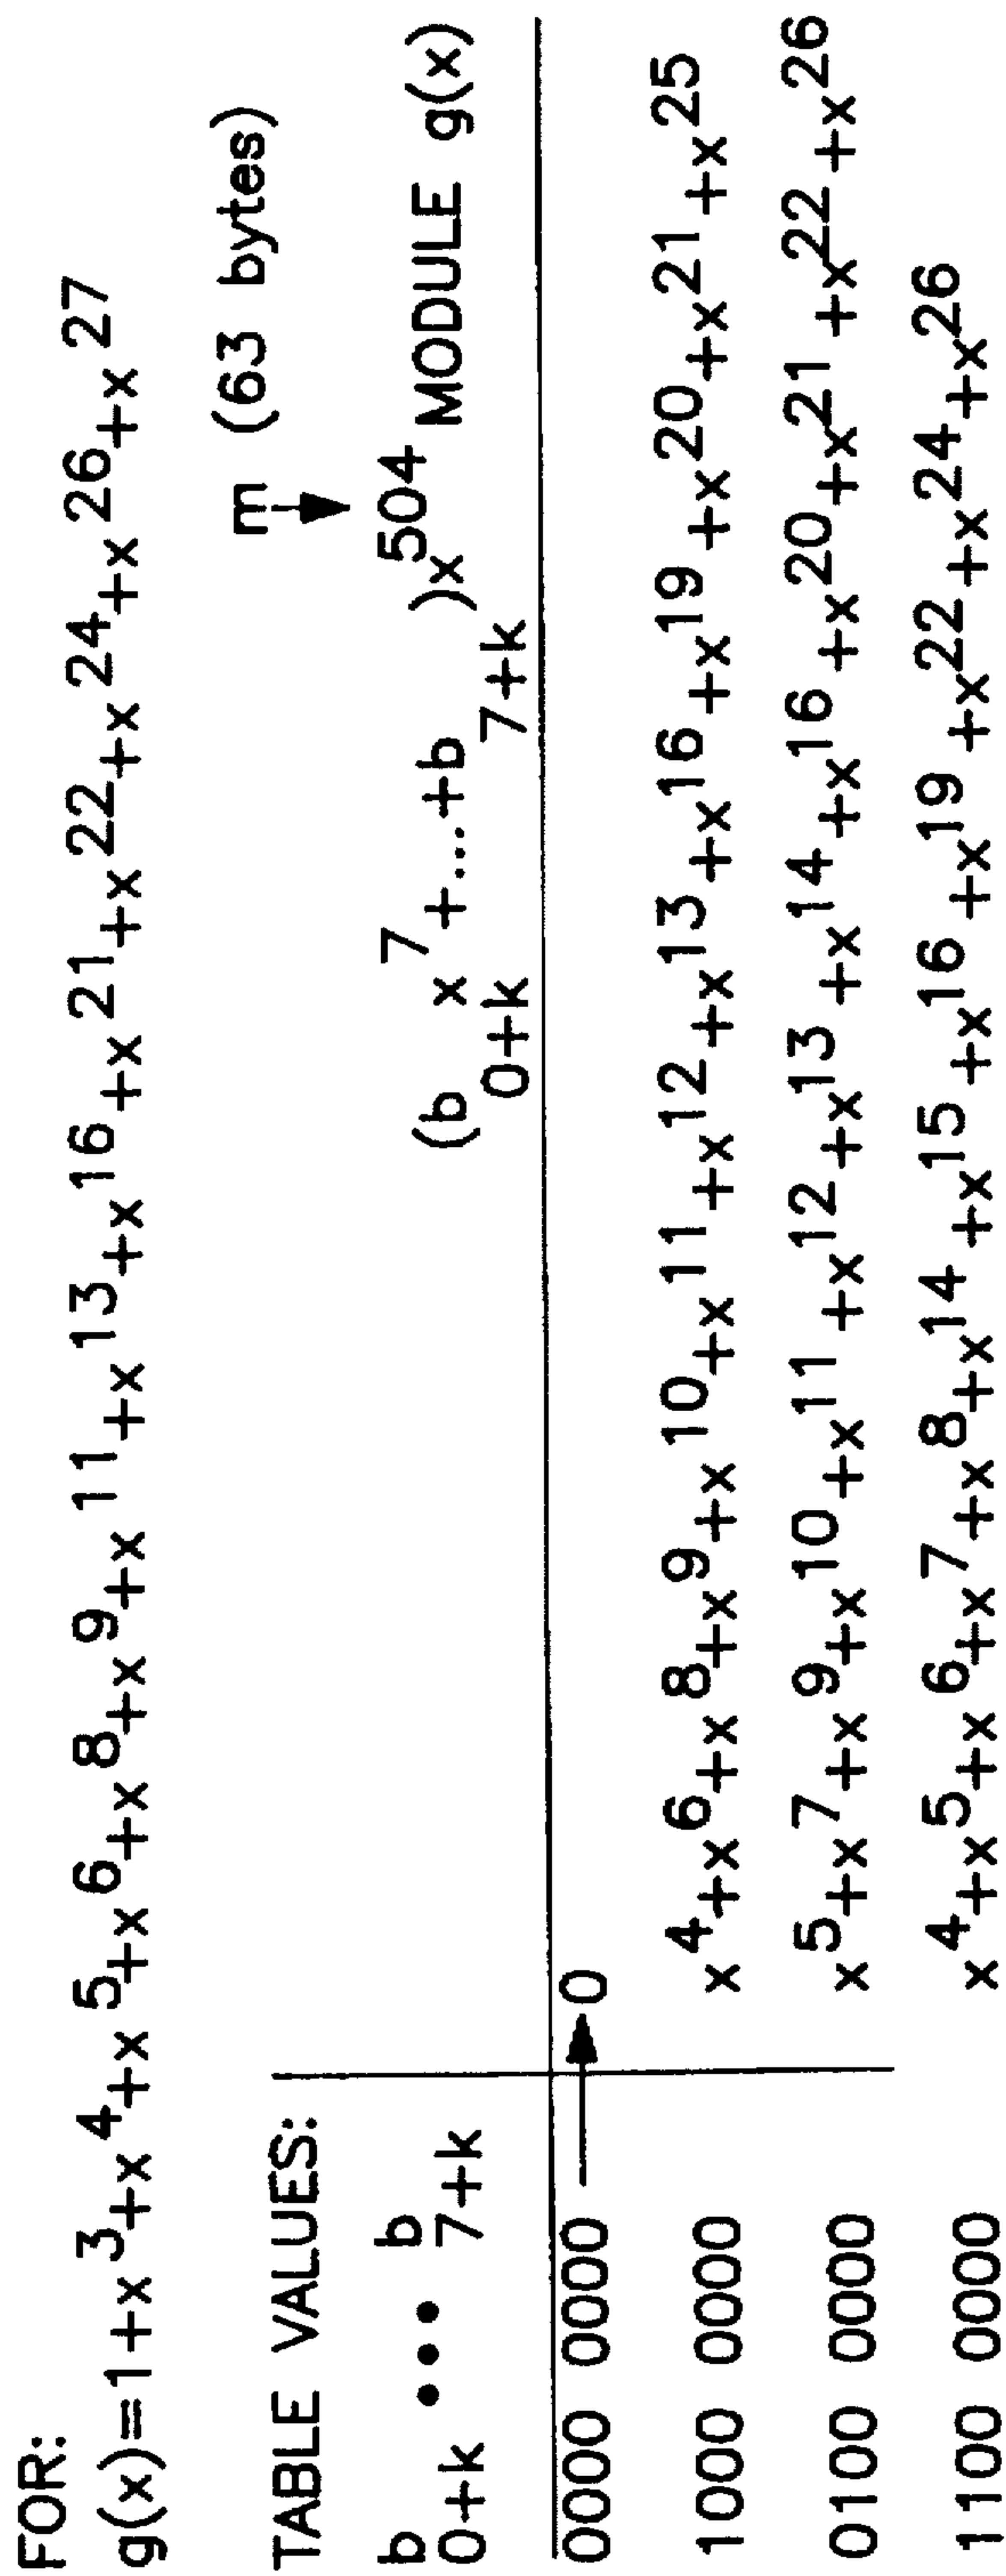 FOR:
g(x)=1+x^3+x^4+x^5+x^6+x^8+x^9+x^11+x^13+x^16+x^21+x^22+x^24+x^26+x^27
m (63 bytes)
TABLE VALUES:
b_0+k ••• b_7+k (b_0+k x^7+...+b_7+k)x^504 MODULE g(x)
0000 0000 → 0
1000 0000 x^4+x^6+x^8+x^9+x^10+x^11+x^12+x^13+x^16+x^19+x^20+x^21+x^25
0100 0000 x^5+x^7+x^9+x^10+x^11+x^12+x^13+x^14+x^16+x^20+x^21+x^22+x^26
1100 0000 x^4+x^5+x^6+x^7+x^8+x^14+x^15+x^16+x^19+x^22+x^24+x^26